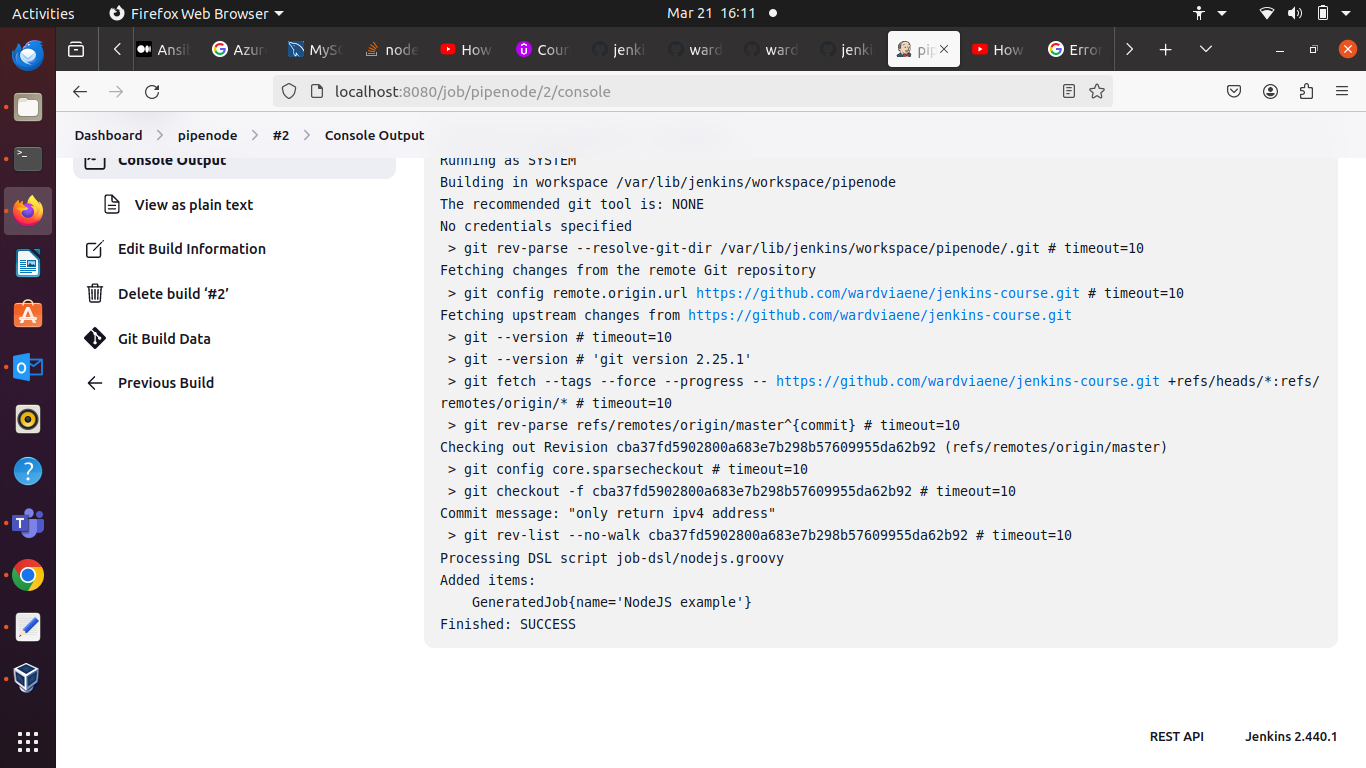 Activities
Firefox Web Browser
Mar 21 16:11
Ansib
Azur
MySQ
node
How
Cour
jenki
ward
ward
jenki
pip
How
Error
localhost:8080/job/pipenode/2/console
Dashboard
pipenode
#2
Console Output
Console Output
View as plain text
Edit Build Information
Delete build ‘#2’
Git Build Data
Previous Build
Running as SYSTEM
Building in workspace /var/lib/jenkins/workspace/pipenode
The recommended git tool is: NONE
No credentials specified
> git rev-parse --resolve-git-dir /var/lib/jenkins/workspace/pipenode/.git # timeout=10
Fetching changes from the remote Git repository
> git config remote.origin.url https://github.com/wardviaene/jenkins-course.git # timeout=10
Fetching upstream changes from https://github.com/wardviaene/jenkins-course.git
> git --version # timeout=10
> git --version # 'git version 2.25.1'
> git fetch --tags --force --progress -- https://github.com/wardviaene/jenkins-course.git +refs/heads/*:refs/
remotes/origin/* # timeout=10
> git rev-parse refs/remotes/origin/master^{commit} # timeout=10
Checking out Revision cba37fd5902800a683e7b298b57609955da62b92 (refs/remotes/origin/master)
> git config core.sparsecheckout # timeout=10
> git checkout -f cba37fd5902800a683e7b298b57609955da62b92 # timeout=10
Commit message: "only return ipv4 address"
> git rev-list --no-walk cba37fd5902800a683e7b298b57609955da62b92 # timeout=10
Processing DSL script job-dsl/nodejs.groovy
Added items:
GeneratedJob{name='NodeJS example'}
Finished: SUCCESS
REST API
Jenkins 2.440.1